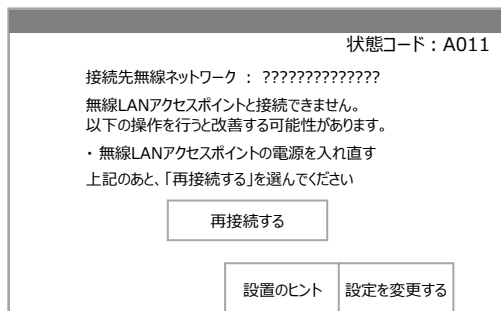 状態コード：A011
接続先無線ネットワーク ： ??????????????
無線LANアクセスポイントと接続できません。
以下の操作を行うと改善する可能性があります。
・ 無線LANアクセスポイントの電源を入れ直す
上記のあと、「再接続する」を選んでください
再接続する
設置のヒント
設定を変更する